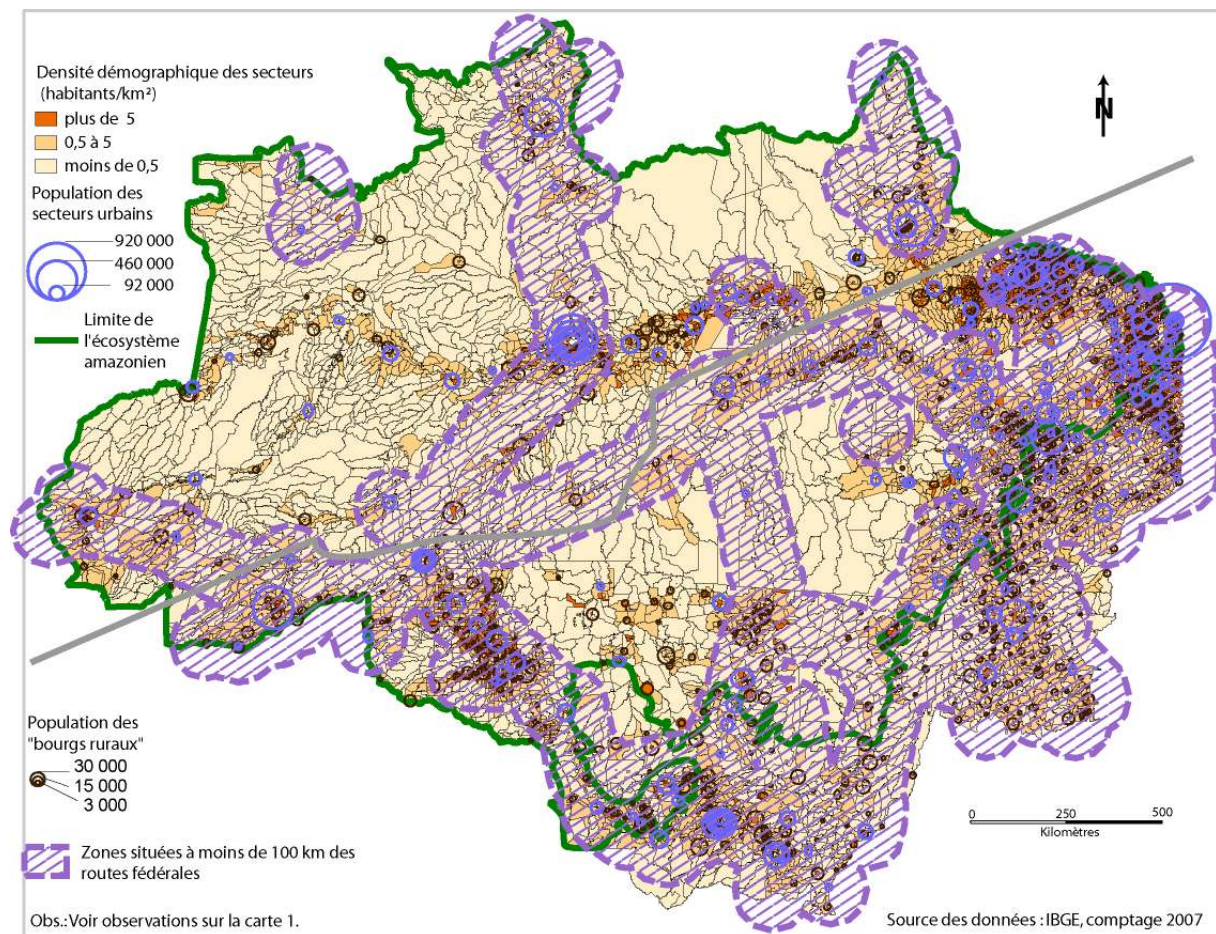 Densité démographique des secteurs
(habitants/km²)
plus de 5
0,5 à 5
moins de 0,5
Population des
secteurs urbains
920 000
460 000
92 000
Limite de
l'écosystème
amazonien
N
Population des
"bourgs ruraux"
30 000
15 000
3 000
0 250 500
Kilomètres
Zones situées à moins de 100 km des
routes fédérales
Obs.:Voir observations sur la carte 1.
Source des données : IBGE, comptage 2007